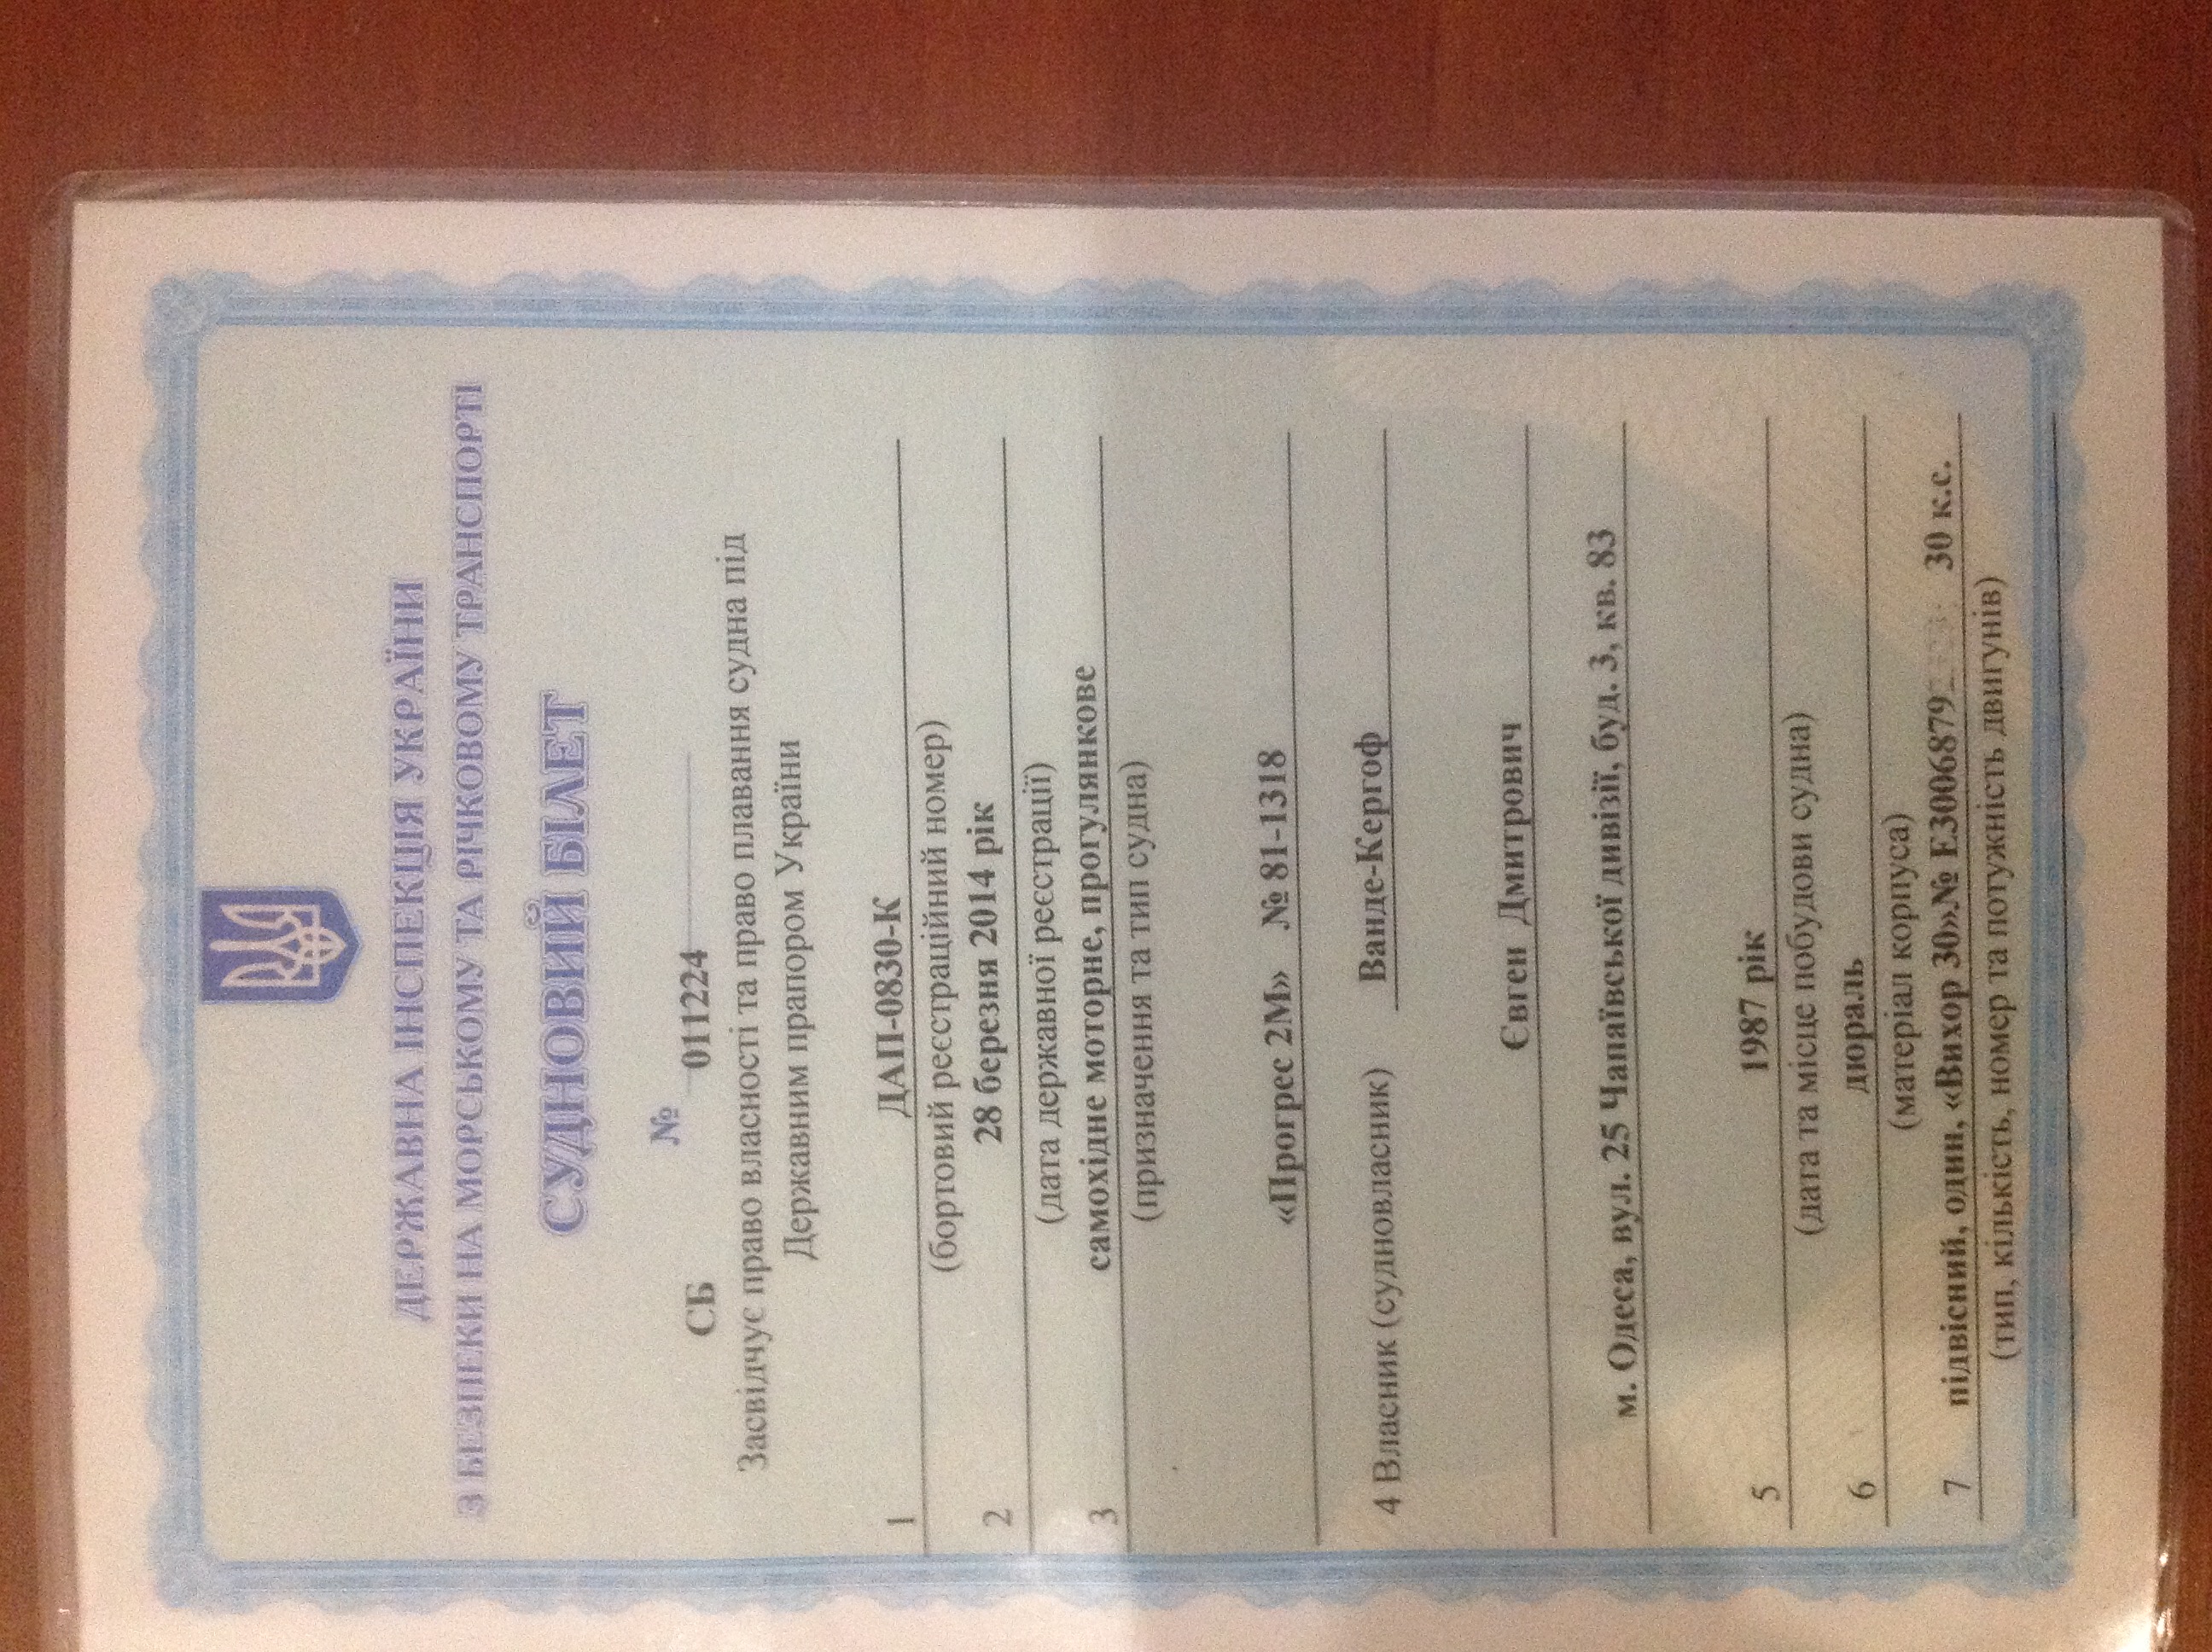 ДЕРЖАВНА ІНСПЕКЦІЯ УКРАЇНИ
З БЕЗПЕКИ НА МОРСЬКОМУ ТА РІЧКОВОМУ ТРАНСПОРТІ
СУДНОВИЙ БІЛЕТ
СБ № 011224
Засвідчує право власності та право плавання судна під
Державним прапором України
1 ДАП-0830-К
(бортовий реєстраційний номер)
2 28 березня 2014 рік
(дата державної реєстрації)
3 самохідне моторне, прогулянкове
(призначення та тип судна)
«Прогрес 2М» № 81-1318
4 Власник (судновласник) Ванде-Кергоф
Євген Дмитрович
м. Одеса, вул. 25 Чапаївської дивізії, буд. 3, кв. 83
5 1987 рік
(дата та місце побудови судна)
6 дюраль
(матеріал корпуса)
7 підвісний, один, «Вихор 30»№ Е3006879 30 к.с.
(тип, кількість, номер та потужність двигунів)